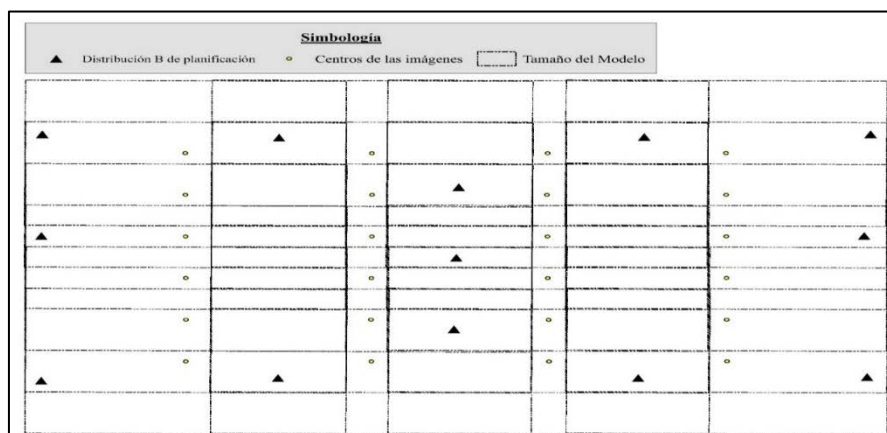 Simbología
Distribución B de planificación Centros de las imágenes Tamaño del Modelo